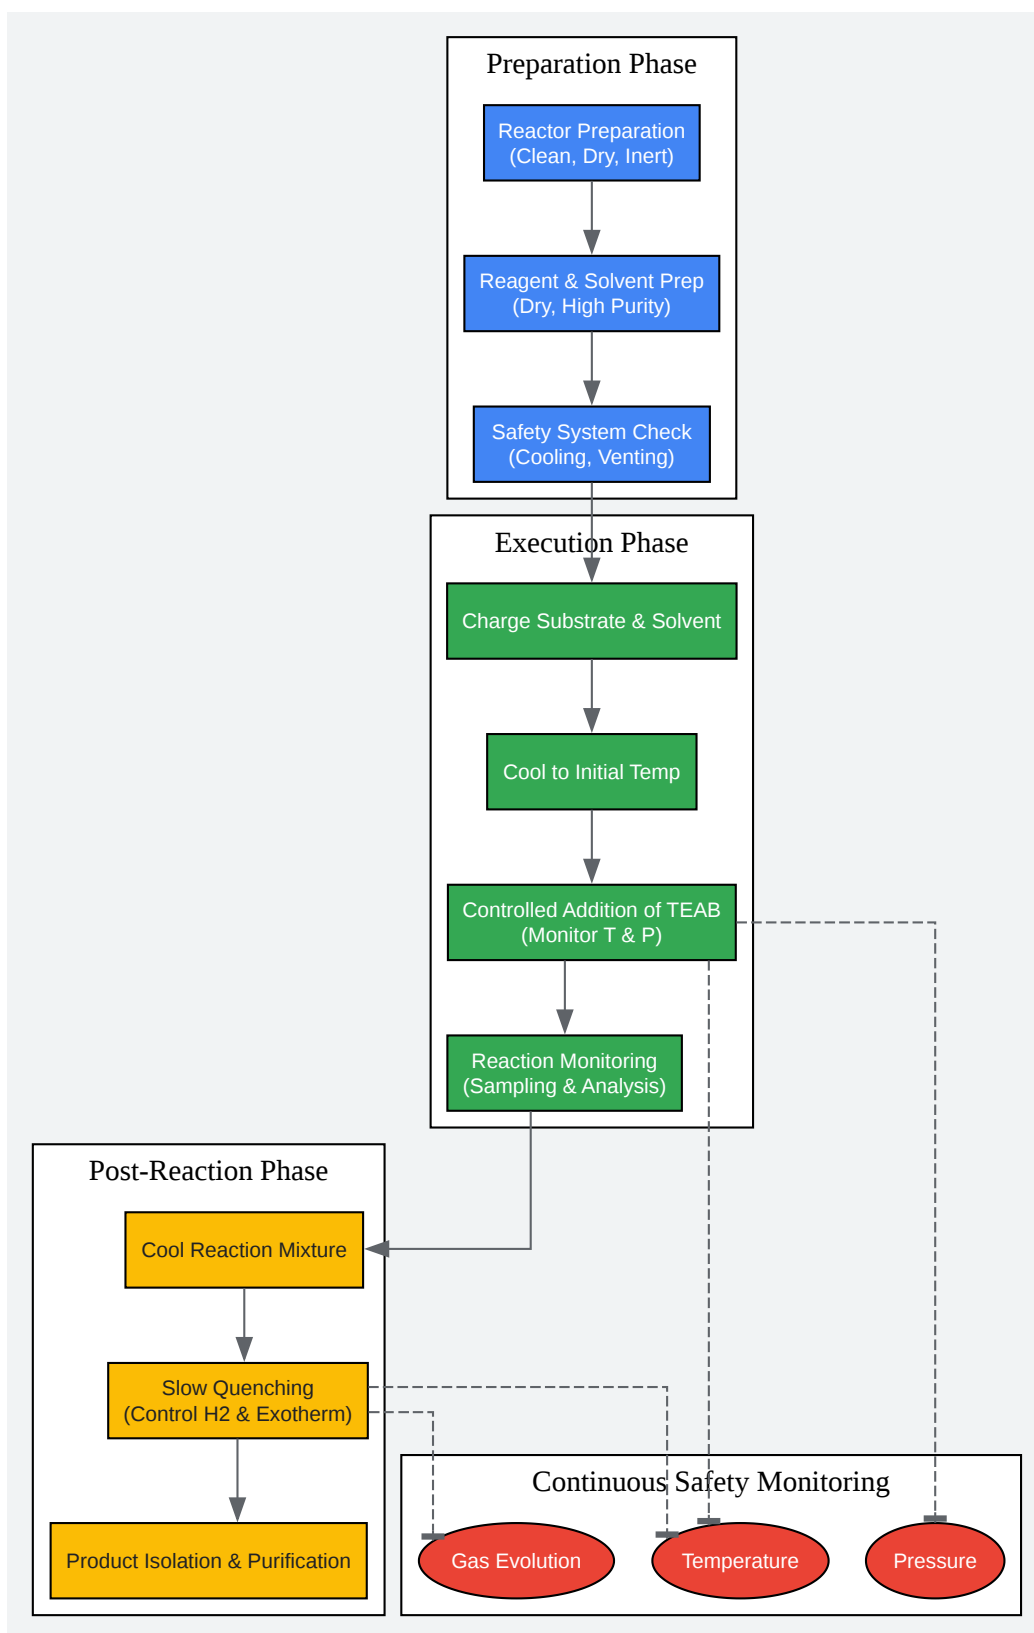 Preparation Phase
Reactor Preparation
(Clean, Dry, Inert)
Reagent & Solvent Prep
(Dry, High Purity)
Safety System Check
(Cooling, Venting)
Execution Phase
Charge Substrate & Solvent
Cool to Initial Temp
Controlled Addition of TEAB
(Monitor T & P)
Reaction Monitoring
(Sampling & Analysis)
Post-Reaction Phase
Cool Reaction Mixture
Slow Quenching
(Control H2 & Exotherm)
Product Isolation & Purification
Continuous Safety Monitoring
Gas Evolution
Temperature
Pressure